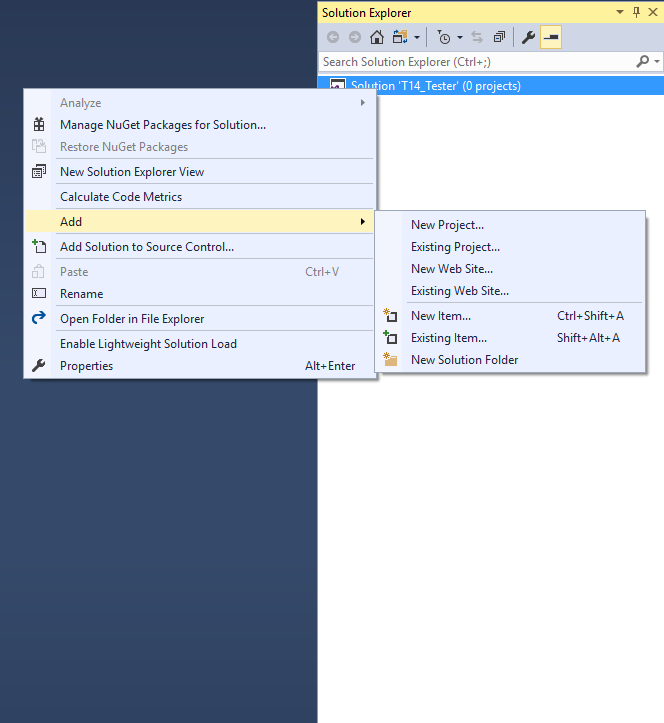 Solution Explorer
Search Solution Explorer (Ctrl+;)
Solution 'T14_Tester' (0 projects)
Analyze
Manage NuGet Packages for Solution...
Restore NuGet Packages
New Solution Explorer View
Calculate Code Metrics
Add
Add Solution to Source Control...
Paste Ctrl+V
Rename
Open Folder in File Explorer
Enable Lightweight Solution Load
Properties Alt+Enter
New Project...
Existing Project...
New Web Site...
Existing Web Site...
New Item... Ctrl+Shift+A
Existing Item... Shift+Alt+A
New Solution Folder